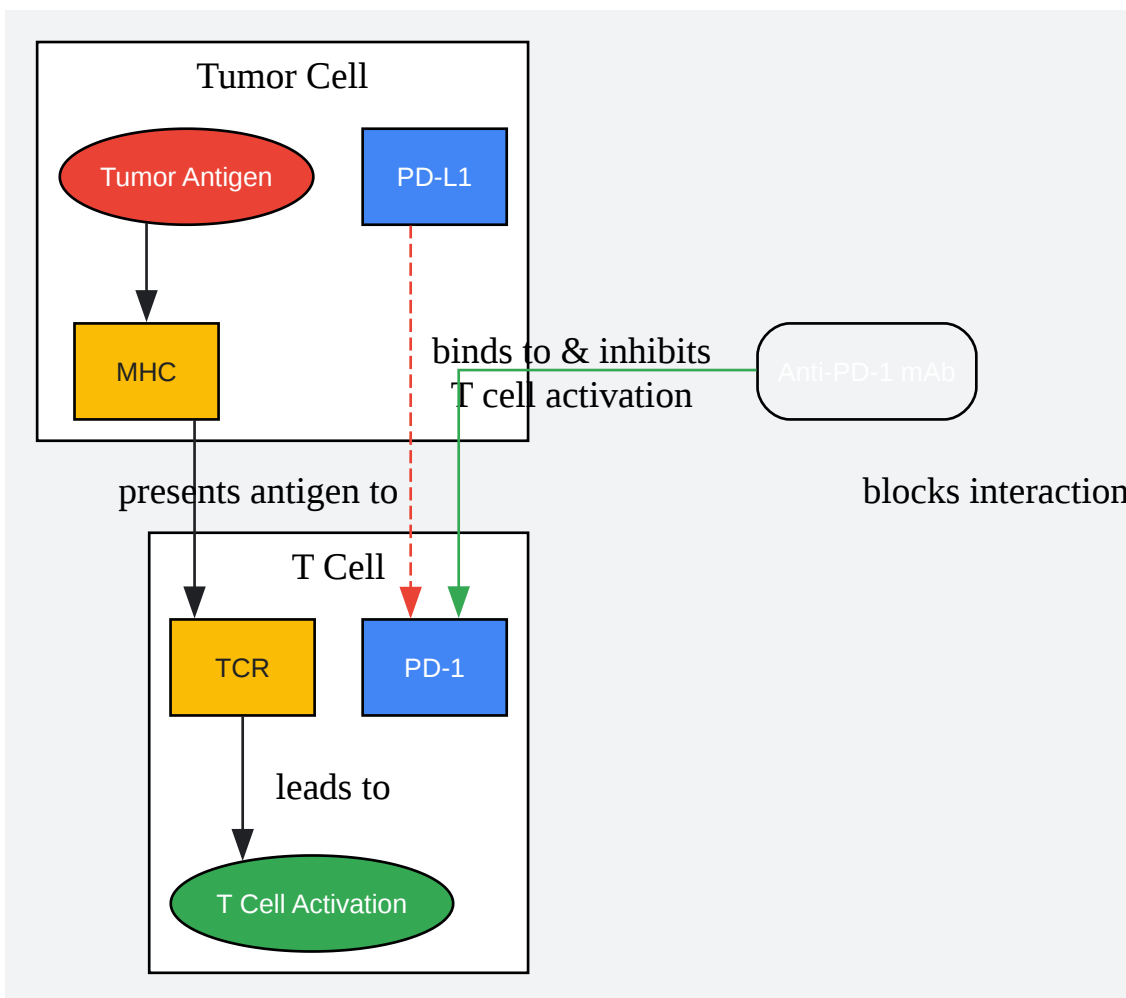 Tumor Cell
Tumor Antigen
PD-L1
MHC
binds to & inhibits
T cell activation
Anti-PD-1 mAb
presents antigen to
blocks interaction
T Cell
TCR
PD-1
leads to
T Cell Activation